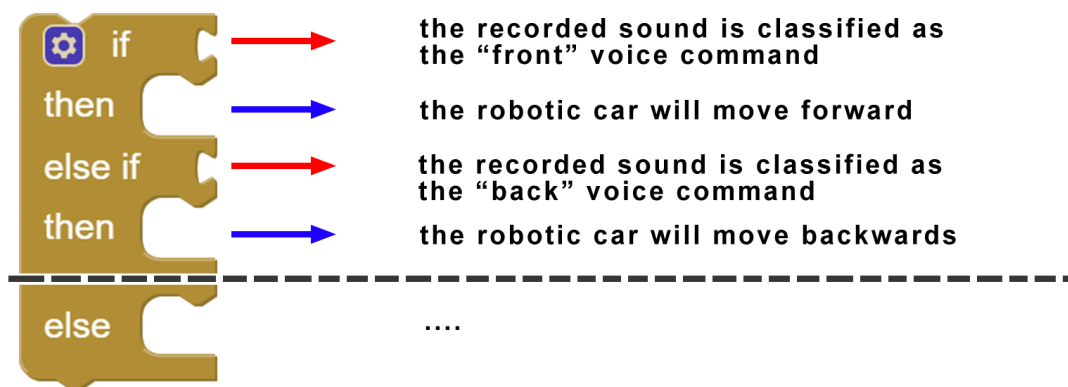 if
the recorded sound is classified as
the “front” voice command
then
the robotic car will move forward
else if
the recorded sound is classified as
the “back” voice command
then
the robotic car will move backwards
else
....